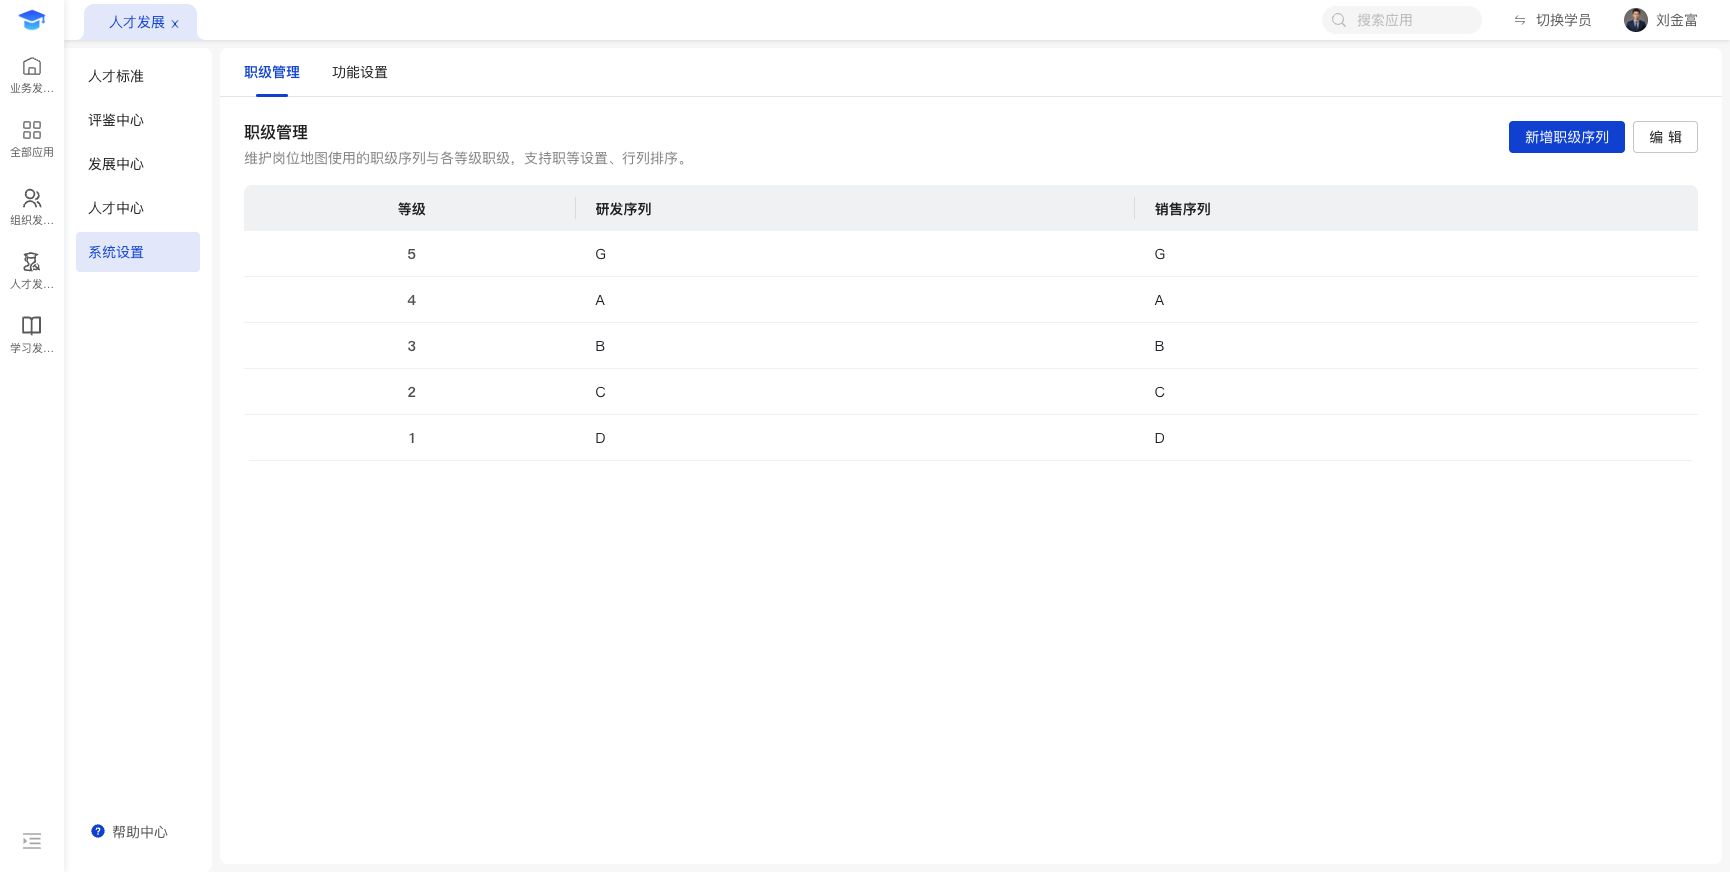 人才发展 x
搜索应用
切换学员
刘金富
业务发...
全部应用
组织发...
人才发...
学习发...
人才标准
评鉴中心
发展中心
人才中心
系统设置
? 帮助中心
职级管理 功能设置
职级管理
维护岗位地图使用的职级序列与各等级职级，支持职等设置、行列排序。
新增职级序列 编 辑
等级 研发序列 销售序列
5 G G
4 A A
3 B B
2 C C
1 D D